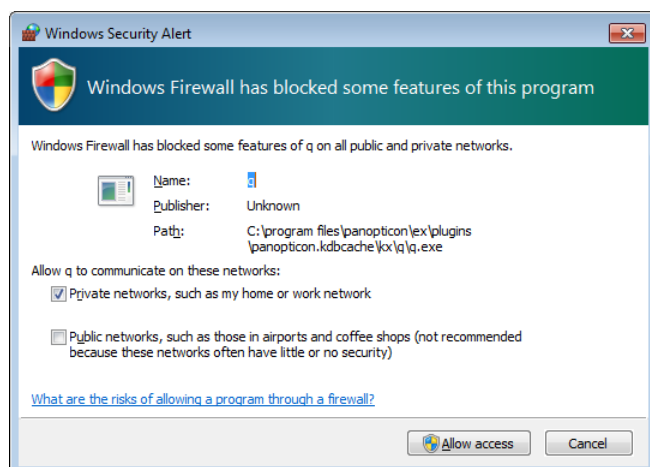 Windows Security Alert
Windows Firewall has blocked some features of this program
Windows Firewall has blocked some features of q on all public and private networks.
Name: q
Publisher: Unknown
Path: C:\program files\panopticon\ex\plugins
\panopticon.kdbcache\kx\q\q.exe
Allow q to communicate on these networks:
Private networks, such as my home or work network
Public networks, such as those in airports and coffee shops (not recommended
because these networks often have little or no security)
What are the risks of allowing a program through a firewall?
Allow access Cancel